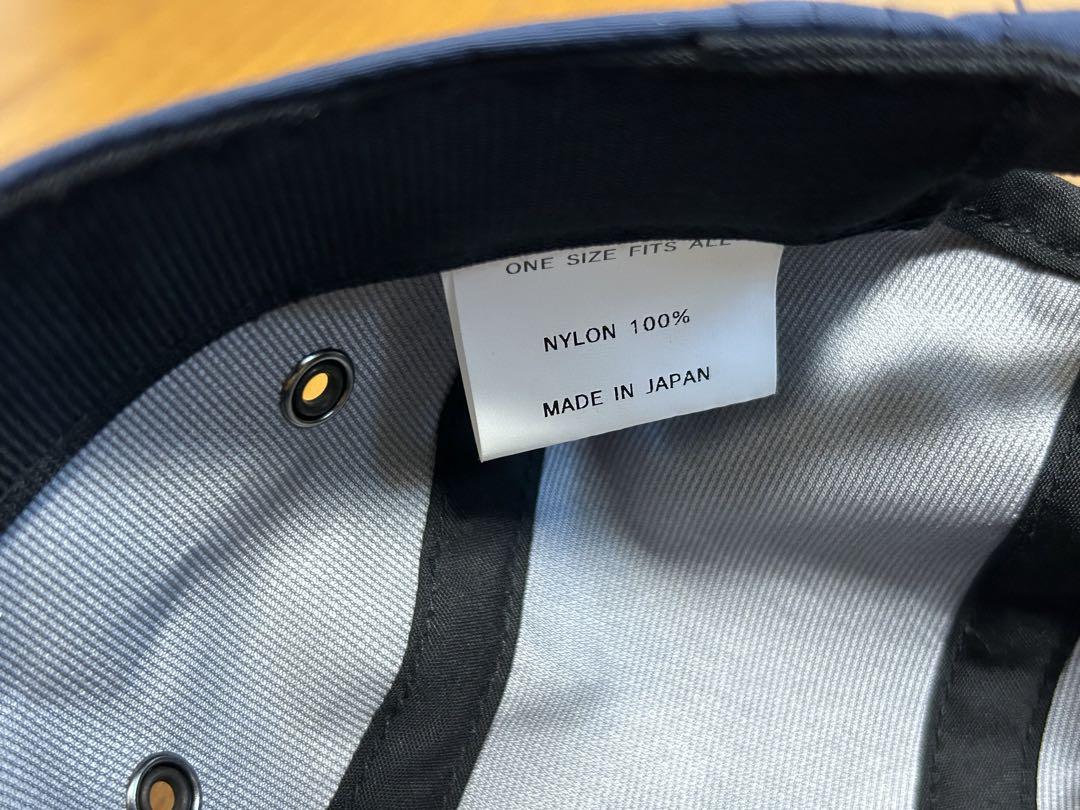 ONE SIZE FITS ALL
NYLON 100%
MADE IN JAPAN